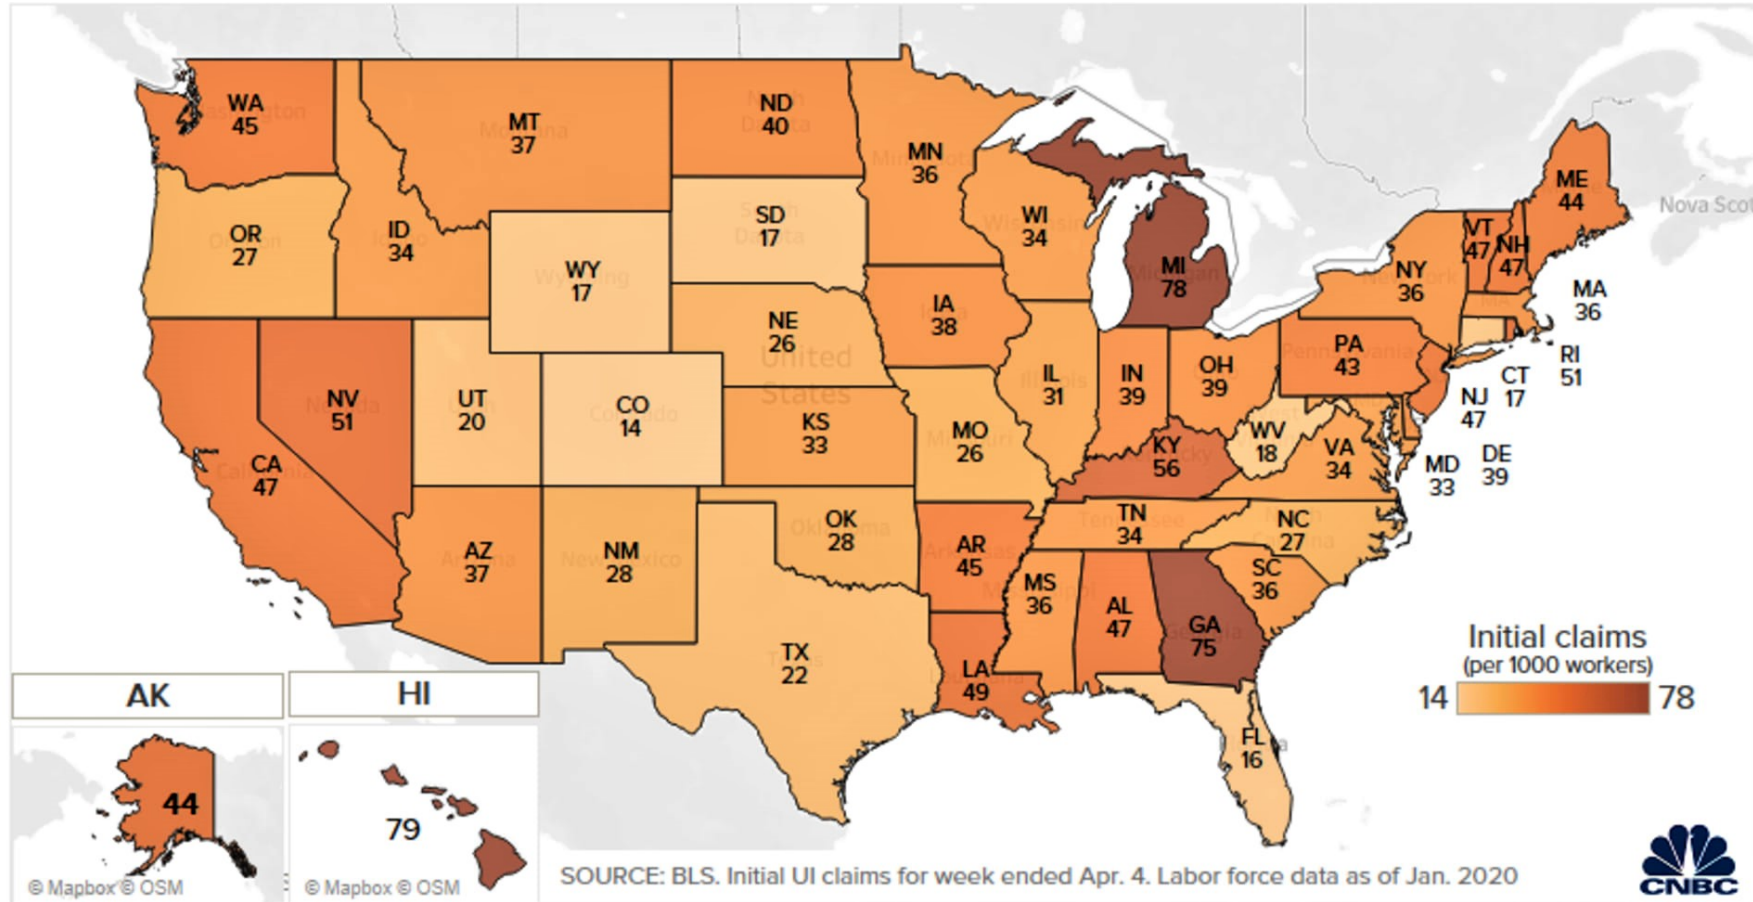 WA
45
MT
37
ND
40
MN
36
OR
27
ID
34
WY
17
SD
17
WI
34
MI
78
NY
36
VT
47
NH
47
ME
44
Nova Scot
MA
36
NE
26
IA
38
IL
31
IN
39
OH
39
PA
43
RI
51
CT
17
NJ
47
NV
51
UT
20
CO
14
United
States
KS
33
MO
26
KY
56
WV
18
VA
34
MD
33
DE
39
CA
47
AZ
37
NM
28
OK
28
AR
45
TN
34
NC
27
SC
36
MS
36
AL
47
GA
75
TX
22
LA
49
FL
16
Initial claims
(per 1000 workers)
14 78
AK
44
© Mapbox © OSM
HI
79
© Mapbox © OSM
SOURCE: BLS. Initial UI claims for week ended Apr. 4. Labor force data as of Jan. 2020
CNBC